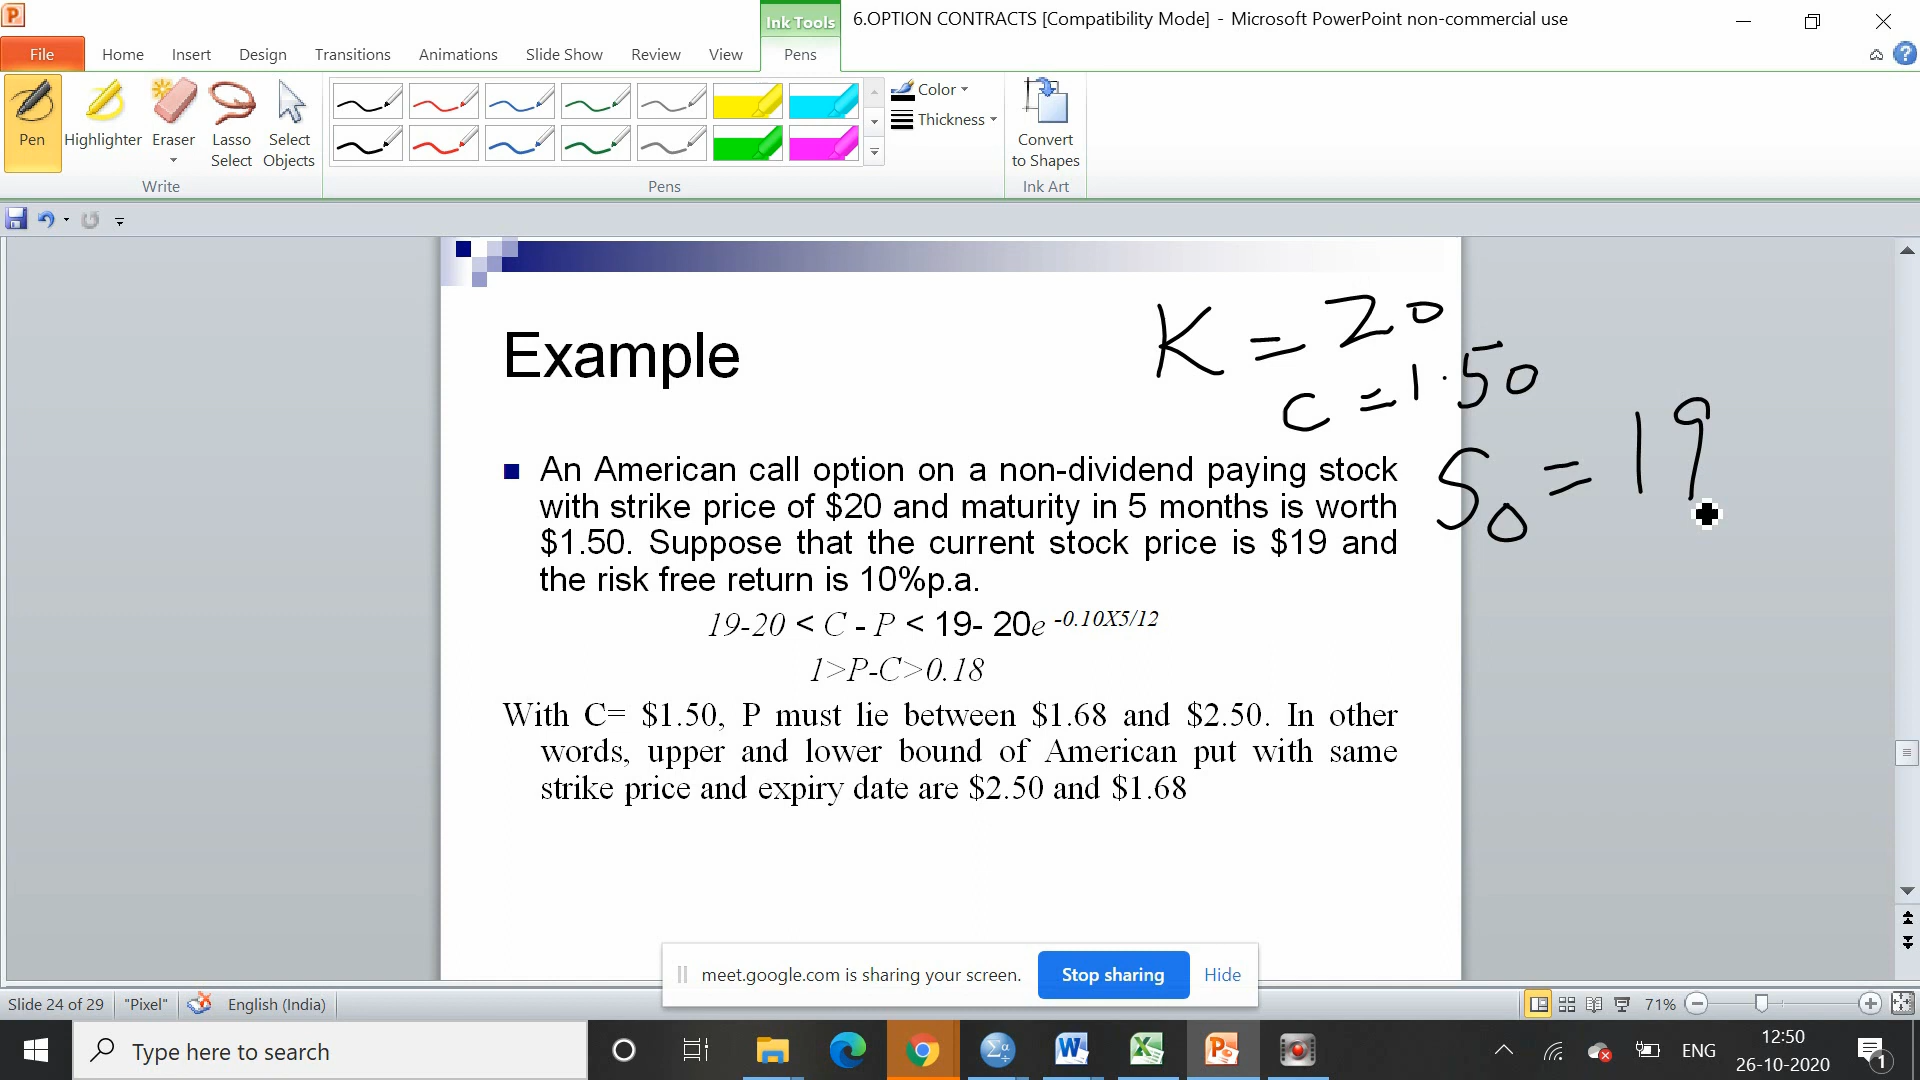 Ink Tools
6.OPTION CONTRACTS [Compatibility Mode] - Microsoft PowerPoint non-commercial use
File Home Insert Design Transitions Animations Slide Show Review View Pens
Pen Highlighter Eraser Lasso Select Select Objects
Color
Thickness
Convert to Shapes
Write Pens Ink Art
K = 20
Example
C = 1.50
S0 = 19
An American call option on a non-dividend paying stock
with strike price of $20 and maturity in 5 months is worth
$1.50. Suppose that the current stock price is $19 and
the risk free return is 10%p.a.
19-20 < C - P < 19- 20e -0.10X5/12
1>P-C>0.18
With C= $1.50, P must lie between $1.68 and $2.50. In other
words, upper and lower bound of American put with same
strike price and expiry date are $2.50 and $1.68
meet.google.com is sharing your screen. Stop sharing Hide
Slide 24 of 29 "Pixel" English (India) 71%
Type here to search
ENG
12:50
26-10-2020
1